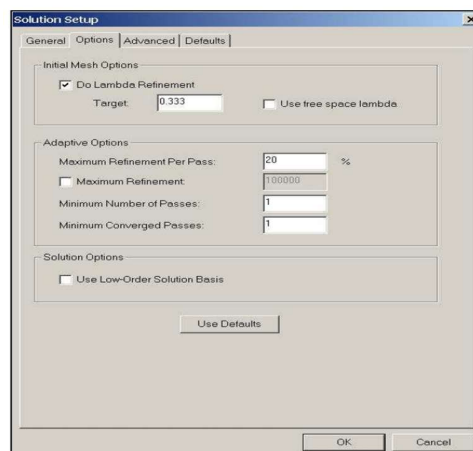 Solution Setup
General Options Advanced Defaults
Initial Mesh Options
Do Lambda Refinement
Target: 0.333 Use free space lambda
Adaptive Options
Maximum Refinement Per Pass: 20 %
Maximum Refinement: 100000
Minimum Number of Passes: 1
Minimum Converged Passes: 1
Solution Options
Use Low-Order Solution Basis
Use Defaults
OK Cancel